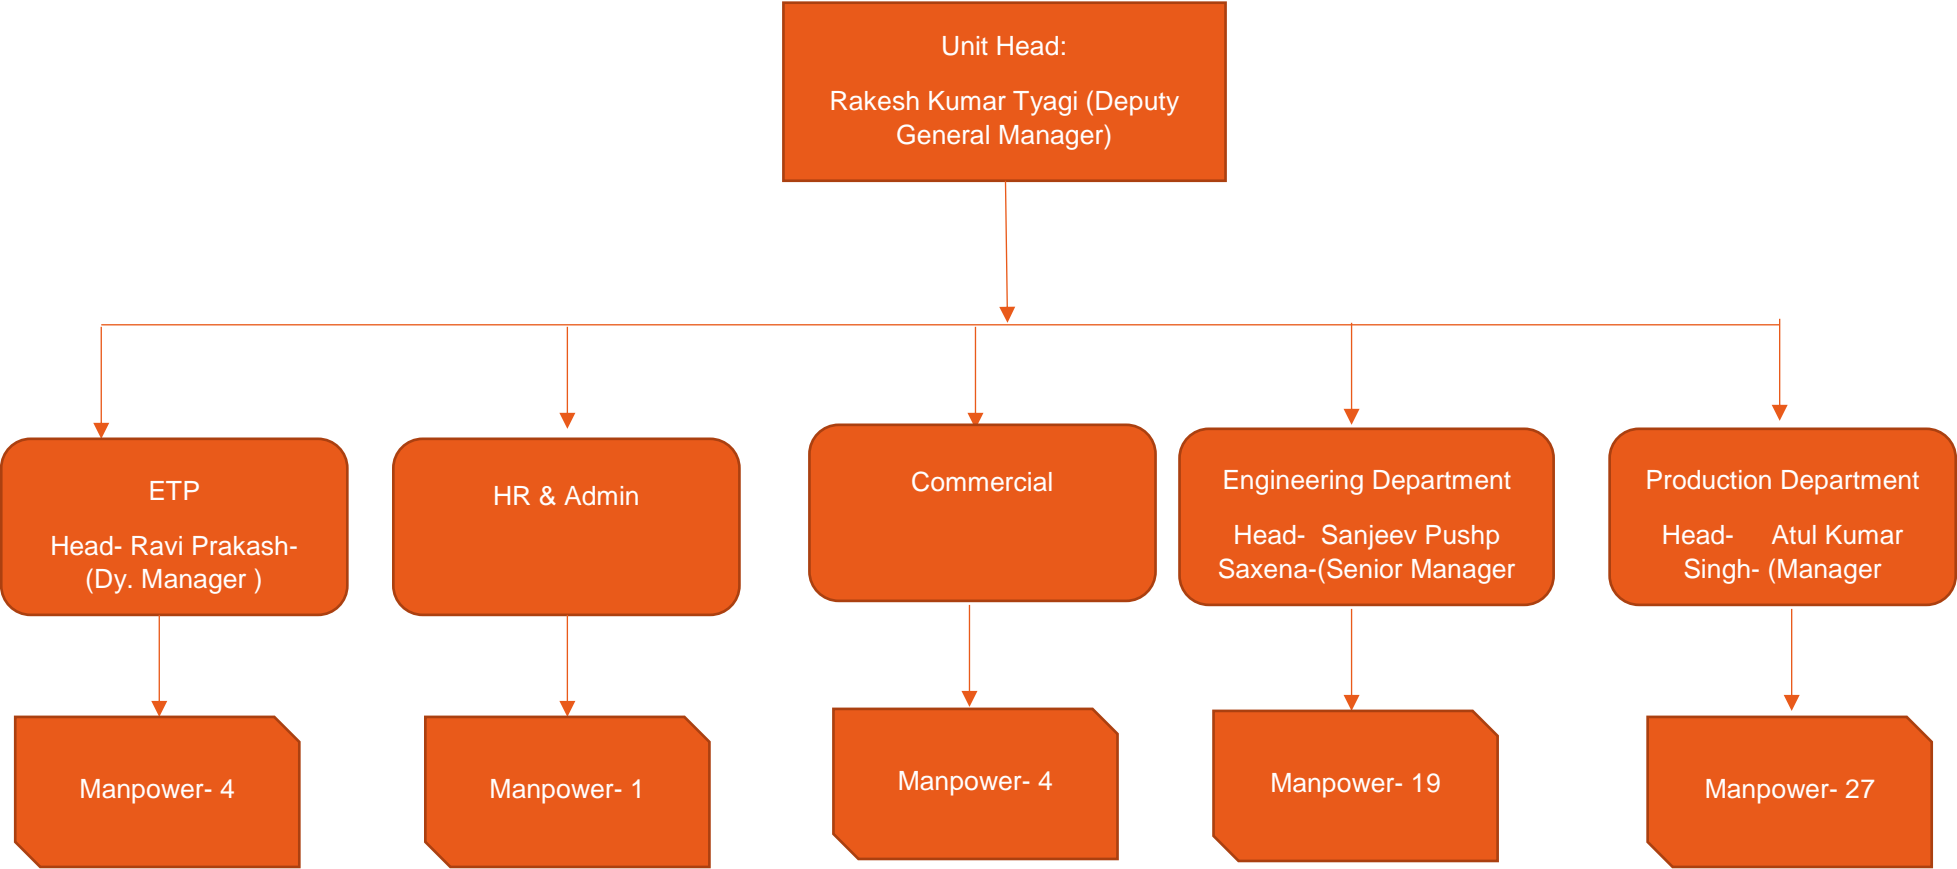 Unit Head:
Rakesh Kumar Tyagi (Deputy
General Manager)
ETP
Head- Ravi Prakash-
(Dy. Manager )
HR & Admin
Commercial
Engineering Department
Head-  Sanjeev Pushp
Saxena-(Senior Manager
Production Department
Head-     Atul Kumar
Singh- (Manager
Manpower- 4
Manpower- 1
Manpower- 4
Manpower- 19
Manpower- 27